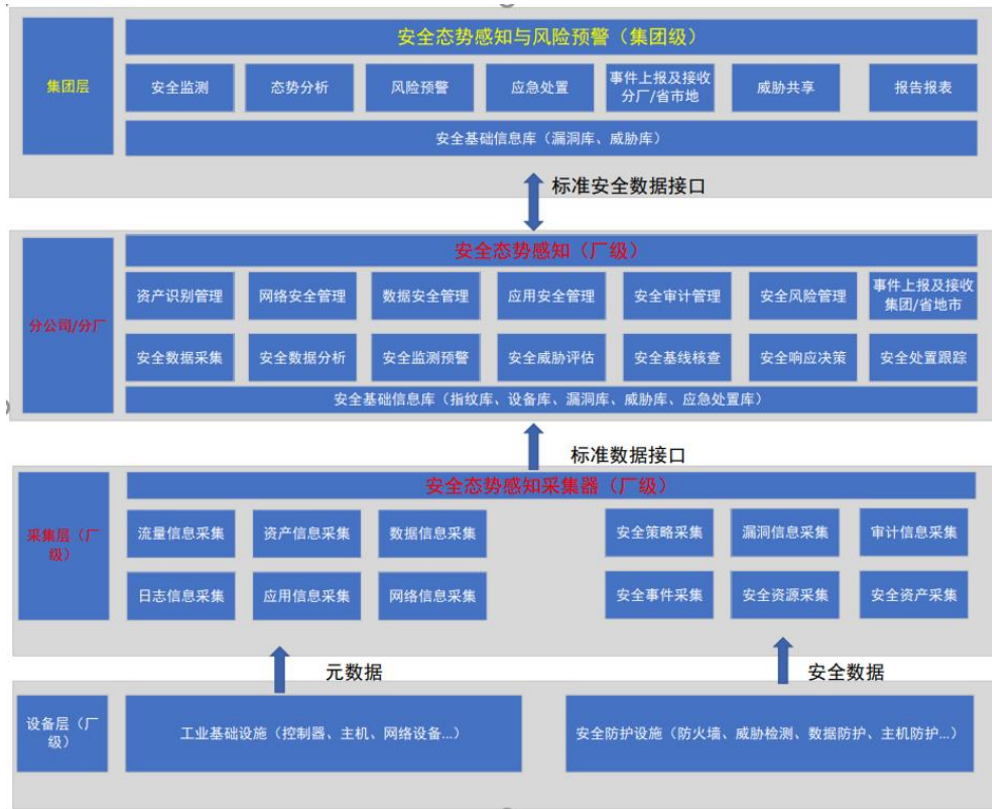 安全态势感知与风险预警（集团级）
集团层
安全监测
态势分析
风险预警
应急处置
事件上报及接收
分厂/省市地
威胁共享
报告报表
安全基础信息库（漏洞库、威胁库）
标准安全数据接口
安全态势感知（厂级）
分公司/分厂
资产识别管理
网络安全管理
数据安全管理
应用安全管理
安全审计管理
安全风险管理
事件上报及接收
集团/省地市
安全数据采集
安全数据分析
安全监测预警
安全威胁评估
安全基线核查
安全响应决策
安全处置跟踪
安全基础信息库（指纹库、设备库、漏洞库、威胁库、应急处置库）
标准数据接口
安全态势感知采集器（厂级）
采集层（厂
级）
流量信息采集
资产信息采集
数据信息采集
安全策略采集
漏洞信息采集
审计信息采集
日志信息采集
应用信息采集
网络信息采集
安全事件采集
安全资源采集
安全资产采集
元数据
安全数据
设备层（厂
级）
工业基础设施（控制器、主机、网络设备...）
安全防护设施（防火墙、威胁检测、数据防护、主机防护...）